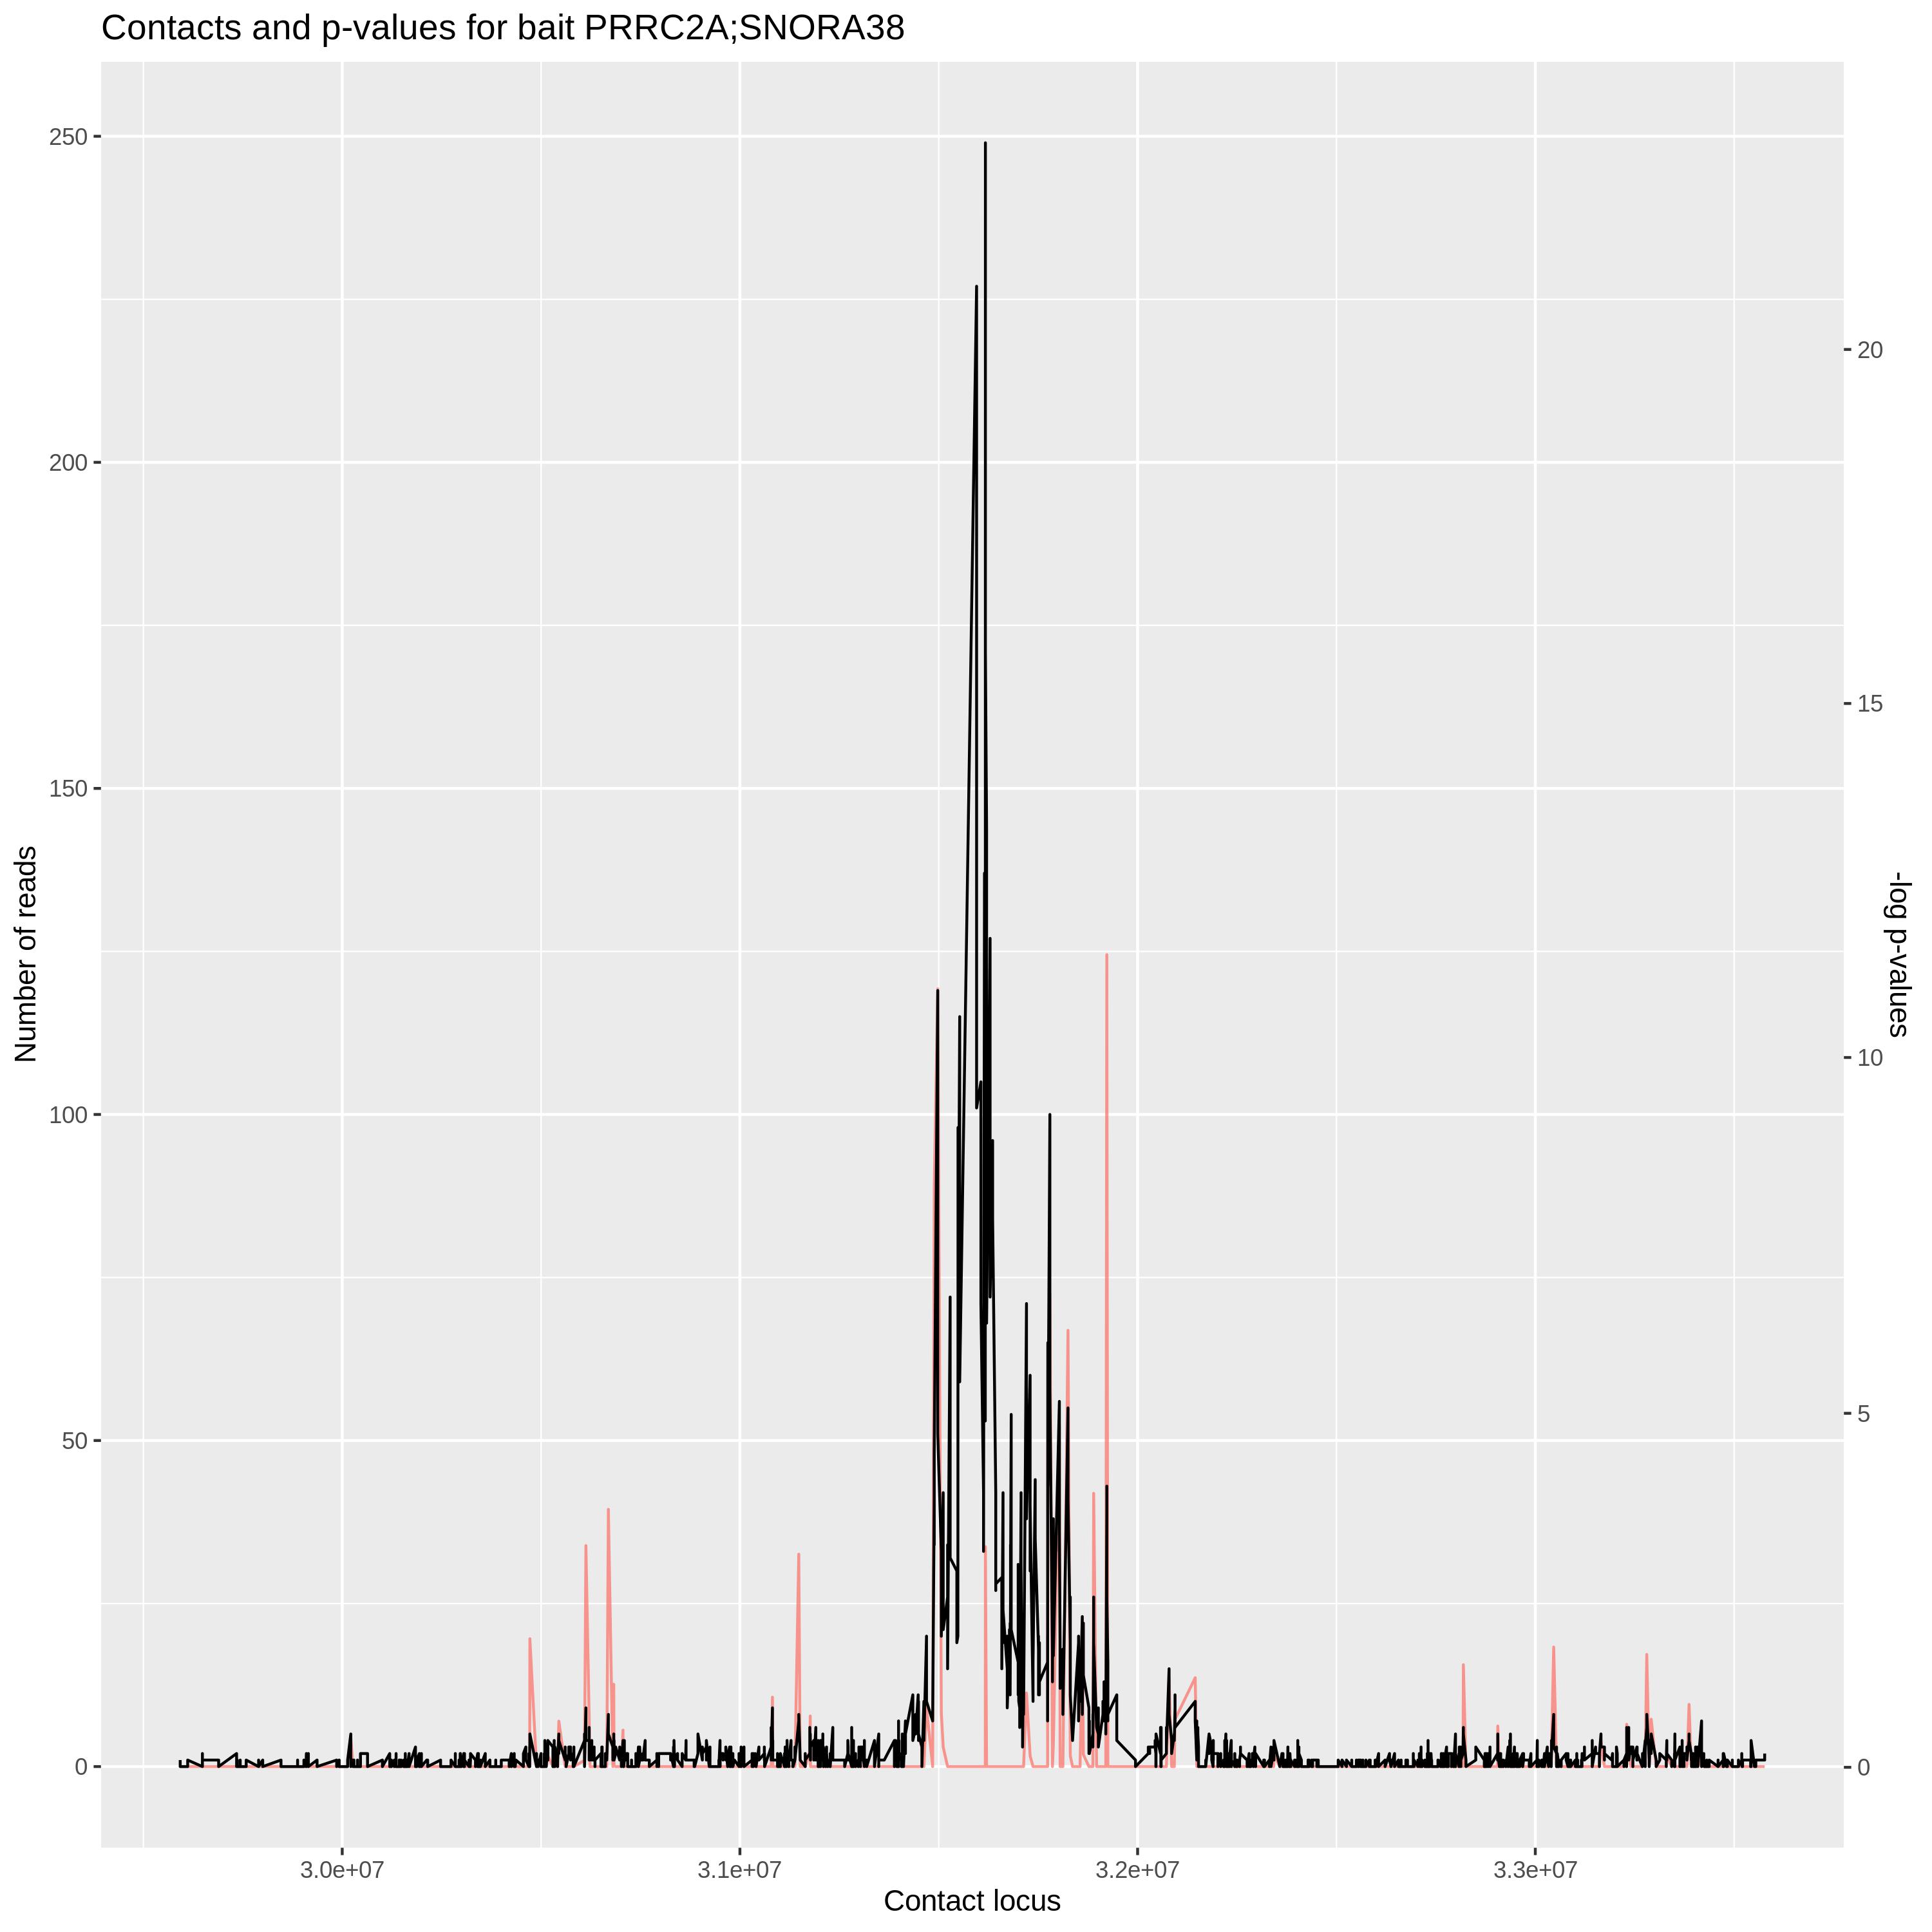 Contacts and p-values for bait PRRC2A;SNORA38
250
200
150
100
50
0
Number of reads
20
15
10
5
0
-log p-values
3.0e+07 3.1e+07 3.2e+07 3.3e+07
Contact locus